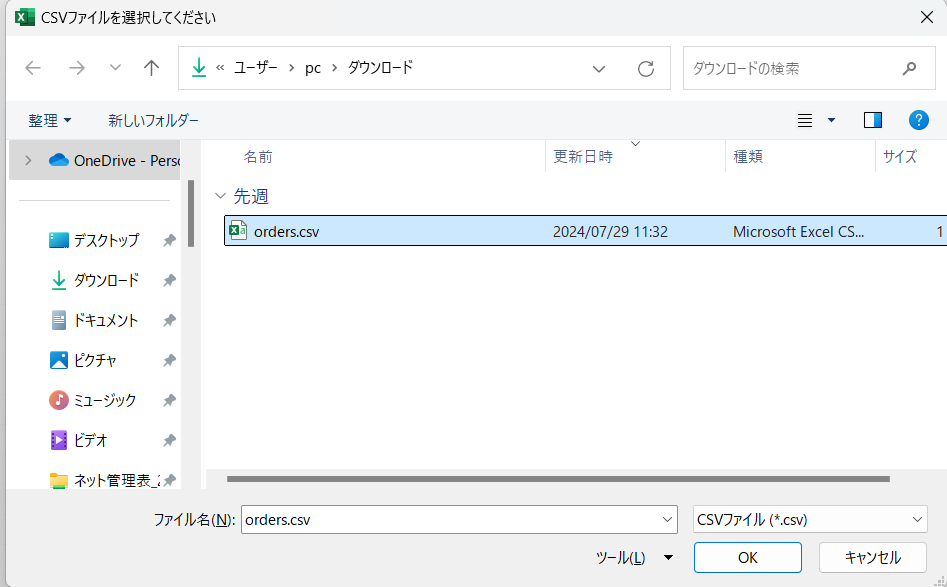 CSVファイルを選択してください
« ユーザー › pc › ダウンロード
ダウンロードの検索
整理 新しいフォルダー
?
OneDrive - Perso
名前 更新日時 種類 サイズ
先週
orders.csv 2024/07/29 11:32 Microsoft Excel CS... 1
デスクトップ
ダウンロード
ドキュメント
ピクチャ
ミュージック
ビデオ
ネット管理表_2
ファイル名(N): orders.csv CSVファイル (*.csv)
ツール(L) OK キャンセル